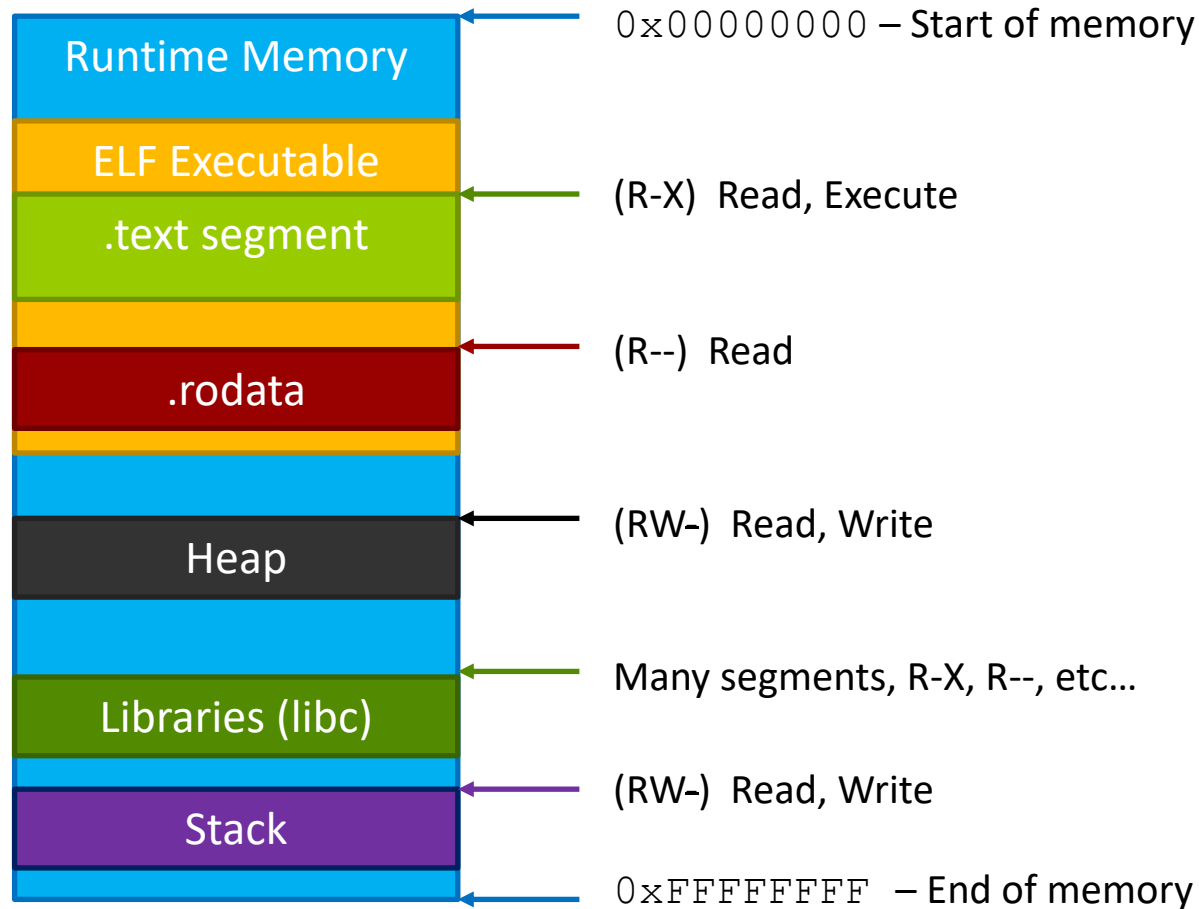 0x00000000 – Start of memory
Runtime Memory
ELF Executable
(R-X) Read, Execute
.text segment
(R--) Read
.rodata
(RW-) Read, Write
Heap
Many segments, R-X, R--, etc…
Libraries (libc)
(RW-) Read, Write
Stack
0xFFFFFFFF – End of memory